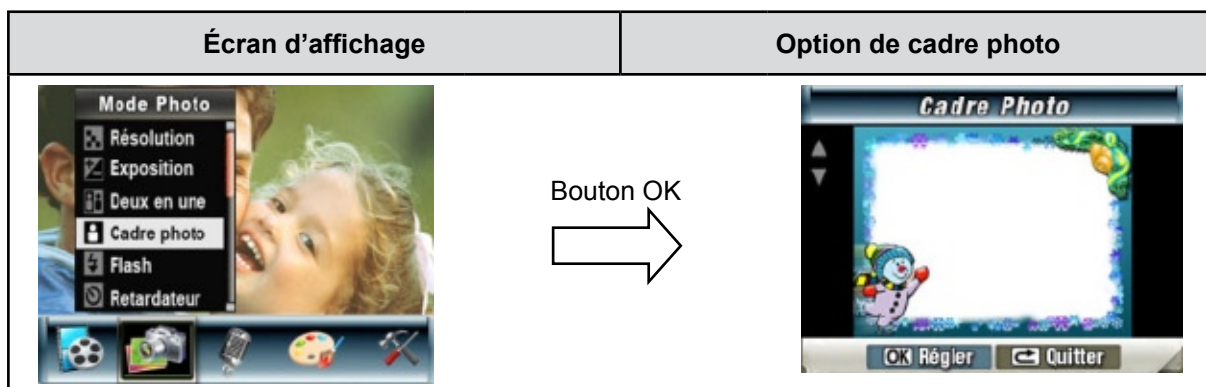 Écran d’affichage
Option de cadre photo
Mode Photo
Résolution
Exposition
Deux en une
Cadre photo
Flash
Retardateur
Bouton OK
Cadre Photo
OK Régler Quitter